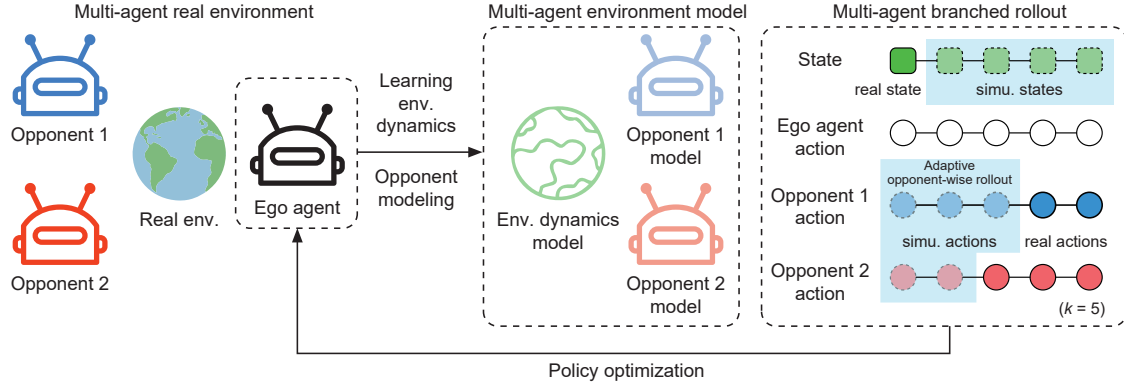 Multi-agent real environment
Opponent 1
Opponent 2
Real env.
Ego agent
Learning
env.
dynamics
Opponent
modeling
Multi-agent environment model
Env. dynamics
model
Opponent 1
model
Opponent 2
model
Multi-agent branched rollout
State
real state
simu. states
Ego agent
action
Adaptive
opponent-wise rollout
Opponent 1
action
simu. actions
real actions
Opponent 2
action
(k = 5)
Policy optimization